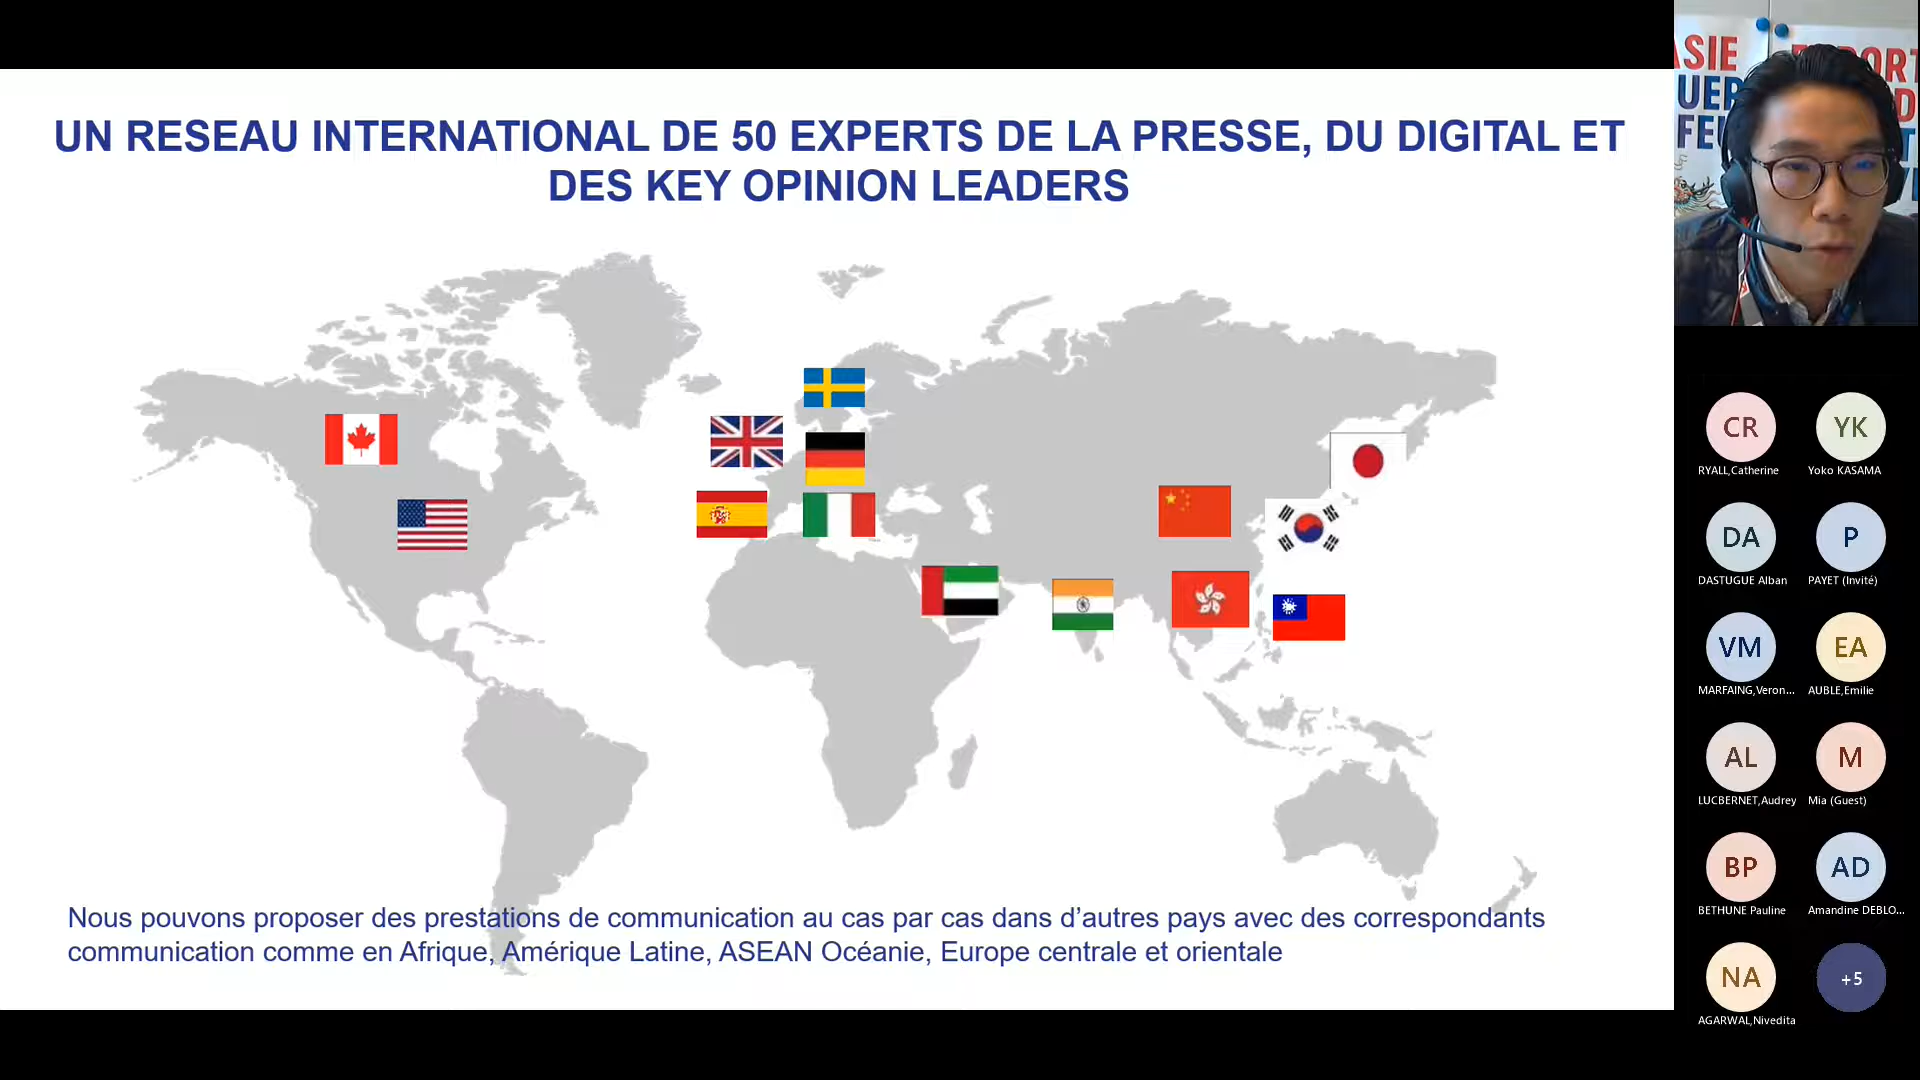 UN RESEAU INTERNATIONAL DE 50 EXPERTS DE LA PRESSE, DU DIGITAL ET
DES KEY OPINION LEADERS
Nous pouvons proposer des prestations de communication au cas par cas dans d’autres pays avec des correspondants
communication comme en Afrique, Amérique Latine, ASEAN Océanie, Europe centrale et orientale
ASIE
CR
YK
RYALL,Catherine
Yoko KASAMA
DA
P
DASTUGUE Alban
PAYET (Invité)
VM
EA
MARFAING,Veron...
AUBLE,Emilie
AL
M
LUCBERNET,Audrey
Mia (Guest)
BP
AD
BETHUNE Pauline
Amandine DEBLO...
NA
+5
AGARWAL,Nivedita